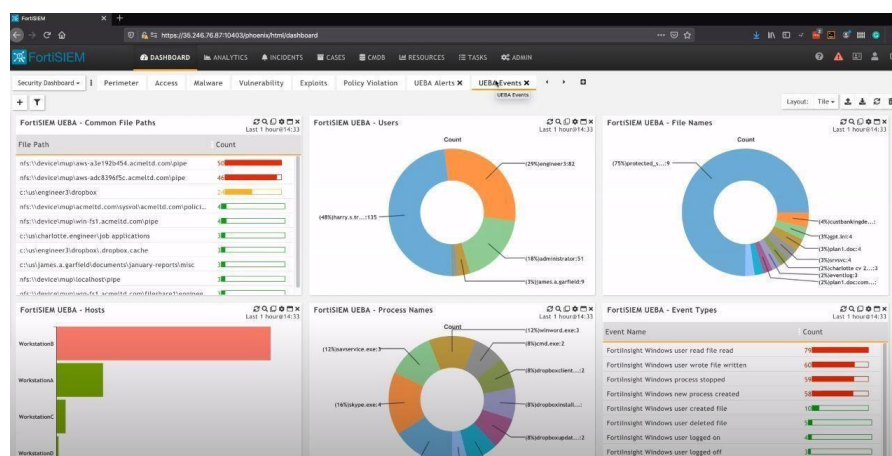 FortiSIEM
https://35.246.76.87:10403/phoenix/html/dashboard
FortiSIEM
DASHBOARD
ANALYTICS
INCIDENTS
CASES
CMDB
RESOURCES
TASKS
ADMIN
Security Dashboard
Perimeter
Access
Malware
Vulnerability
Exploits
Policy Violation
UEBA Alerts
UEBA Events
UEBA Events
Layout: Tile
FortiSIEM UEBA - Common File Paths
Last 1 hour@14:33
File Path Count
nfs:\\device\mup\aws-a3e192b454.acmeltd.com\pipe 50
nfs:\\device\mup\aws-adc8396f5c.acmeltd.com\pipe 46
c:\us\engineer3\dropbox 24
nfs:\\device\mup\acmeltd.com\sysvol\acmeltd.com\polici... 4
nfs:\\device\mup\win-fs1.acmeltd.com\pipe 4
c:\us\charlotte.engineer\job applications 3
c:\us\engineer3\dropbox\.dropbox.cache 3
c:\us\james.a.garfield\documents\january-reports\misc 3
nfs:\\device\mup\localhost\pipe 3
FortiSIEM UEBA - Users
Last 1 hour@14:33
Count
(29%)engineer3:82
(48%)harry.s.tr...:135
(18%)administrator:51
(3%)james.a.garfield:9
FortiSIEM UEBA - File Names
Last 1 hour@14:33
Count
(75%)protected_s...:9
(4%)custbankingde...:
(3%)gpt.ini:4
(3%)plan1.doc:4
(3%)srvsvc:4
(2%)charlotte cv 2...:3
(2%)eventlog:3
(2%)plan1.doc:com...:
FortiSIEM UEBA - Hosts
Last 1 hour@14:33
WorkstationB
WorkstationA
WorkstationC
WorkstationD
FortiSIEM UEBA - Process Names
Last 1 hour@14:33
Count
(12%)winword.exe:3
(12%)navservice.exe:3
(8%)cmd.exe:2
(8%)dropboxclient...:2
(16%)skype.exe:4
(8%)dropboxinstall...:
(8%)dropboxupdat...:2
FortiSIEM UEBA - Event Types
Last 1 hour@14:33
Event Name Count
FortiInsight Windows user read file read 79
FortiInsight Windows user wrote file written 60
FortiInsight Windows process stopped 59
FortiInsight Windows new process created 58
FortiInsight Windows user created file 10
FortiInsight Windows user deleted file 5
FortiInsight Windows user logged on 4
FortiInsight Windows user logged off 3